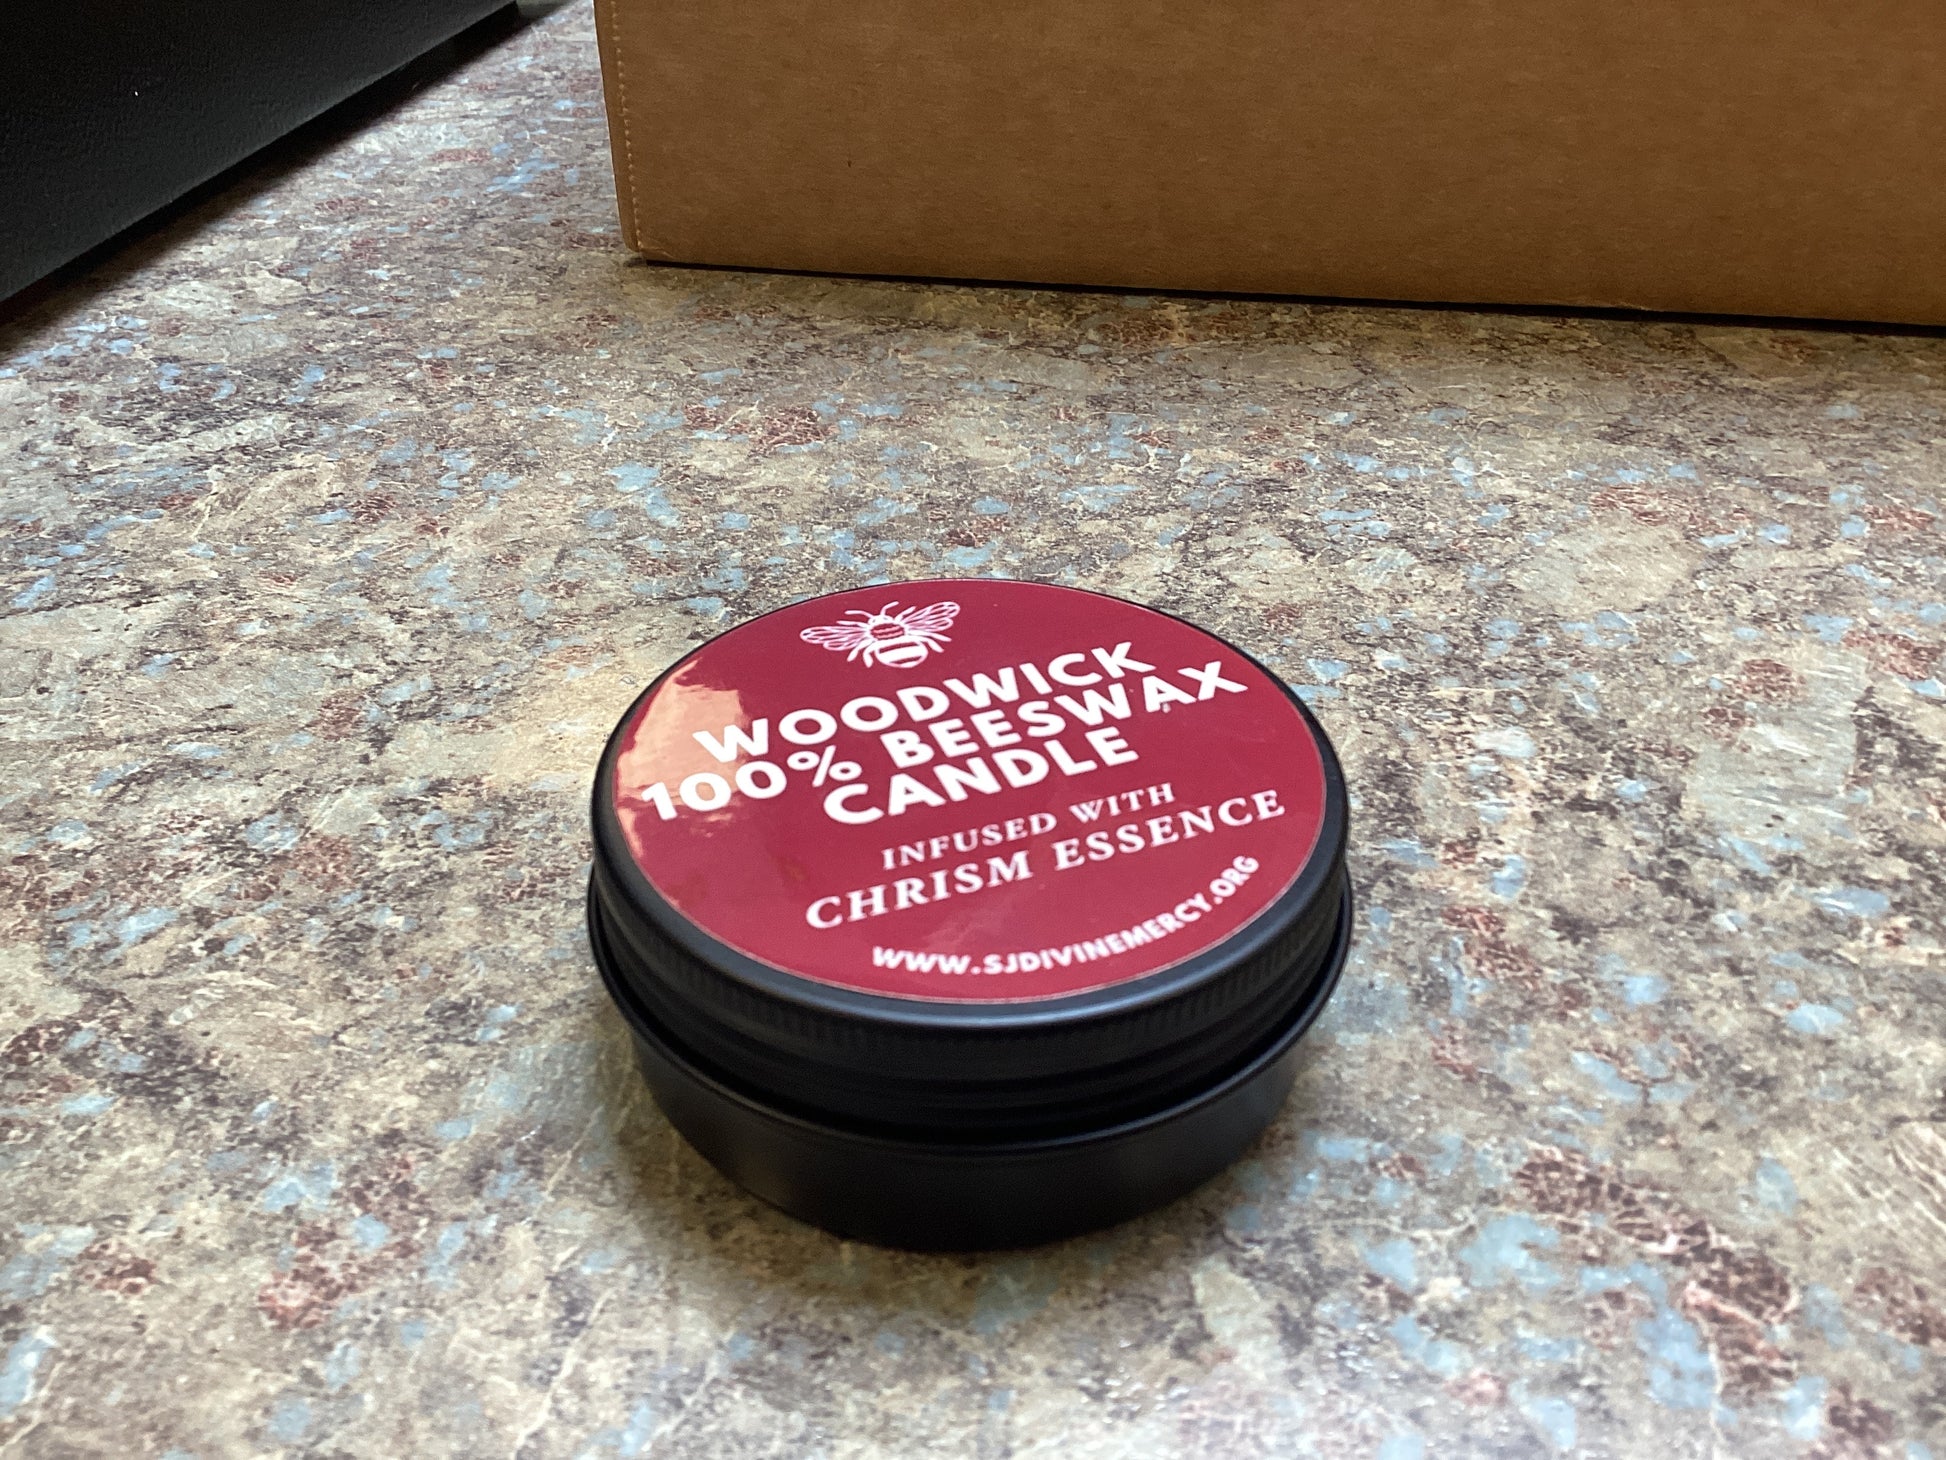 WOODWICK
100% BEESWAX
CANDLE
INFUSED WITH
CHRISM ESSENCE
WWW.SJDIVINEMERCY.ORG